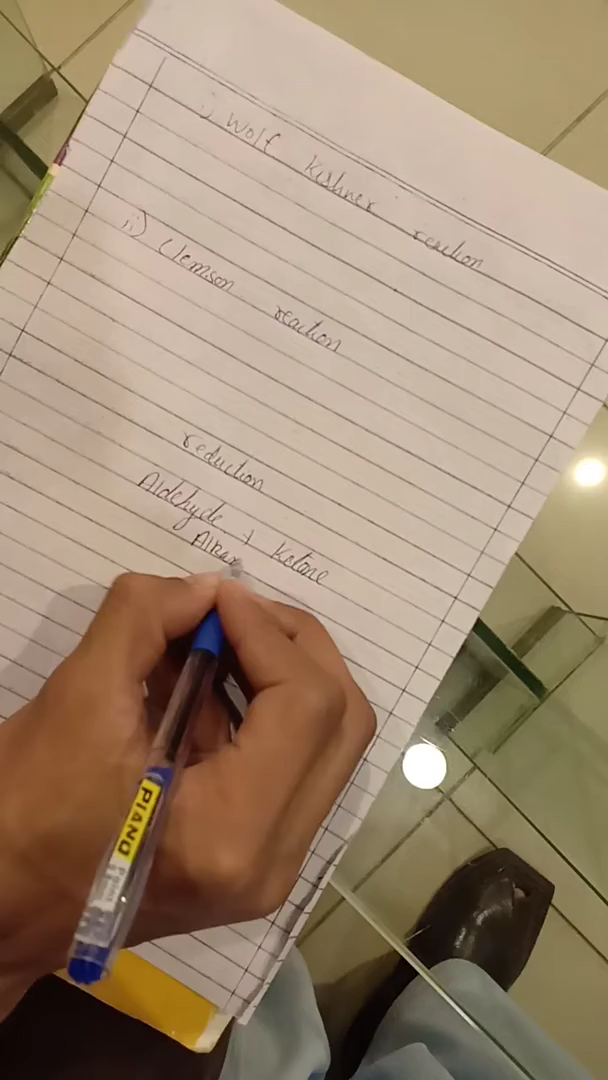 i) Wolf Kishner reaction
ii) Clemson reaction
reduction
Aldehyde + Ketone
Alkan
PIANO